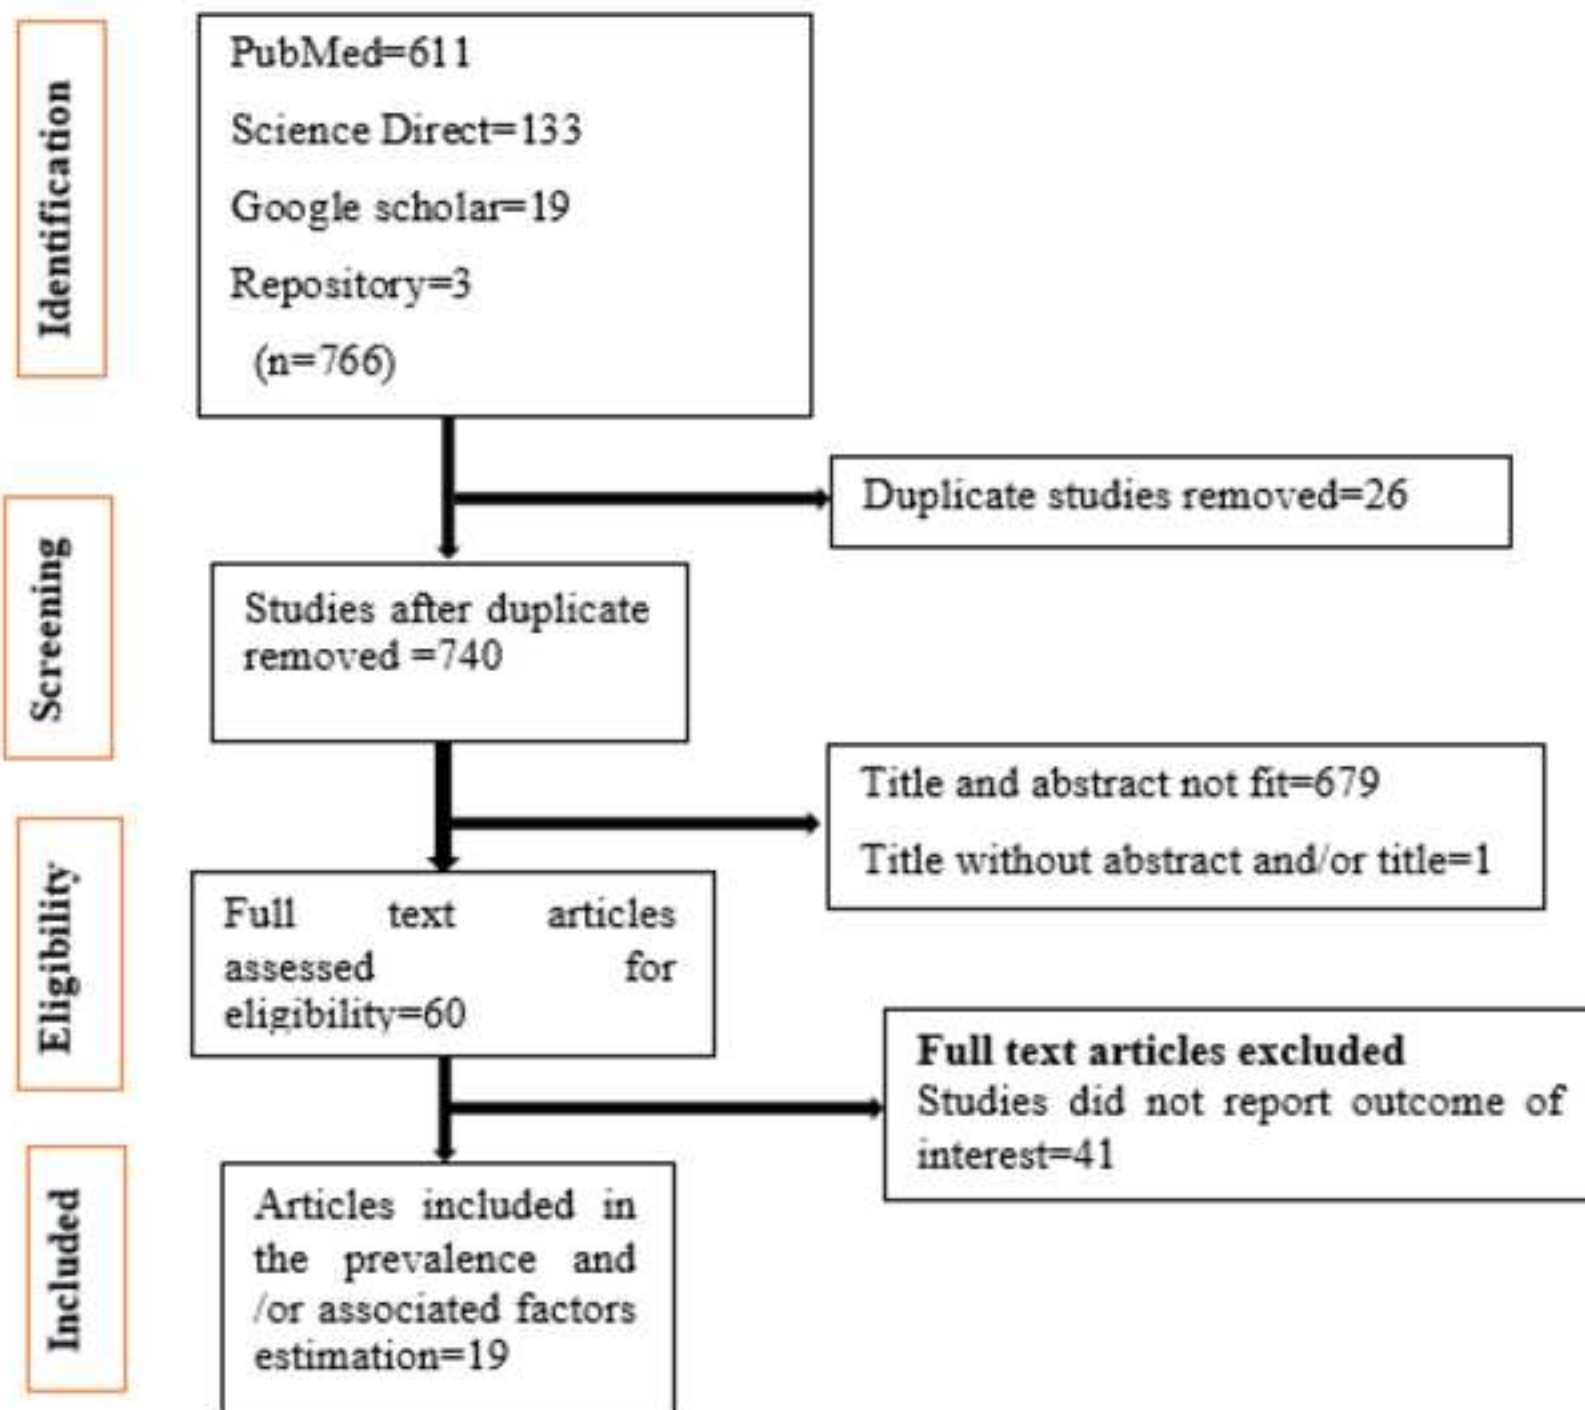 Identification
PubMed=611
Science Direct=133
Google scholar=19
Repository=3
(n=766)
Duplicate studies removed=26
Screening
Studies after duplicate
removed =740
Title and abstract not fit=679
Title without abstract and/or title=1
Eligibility
Full text articles
assessed for
eligibility=60
Full text articles excluded
Studies did not report outcome of
interest=41
Included
Articles included in
the prevalence and
/or associated factors
estimation=19